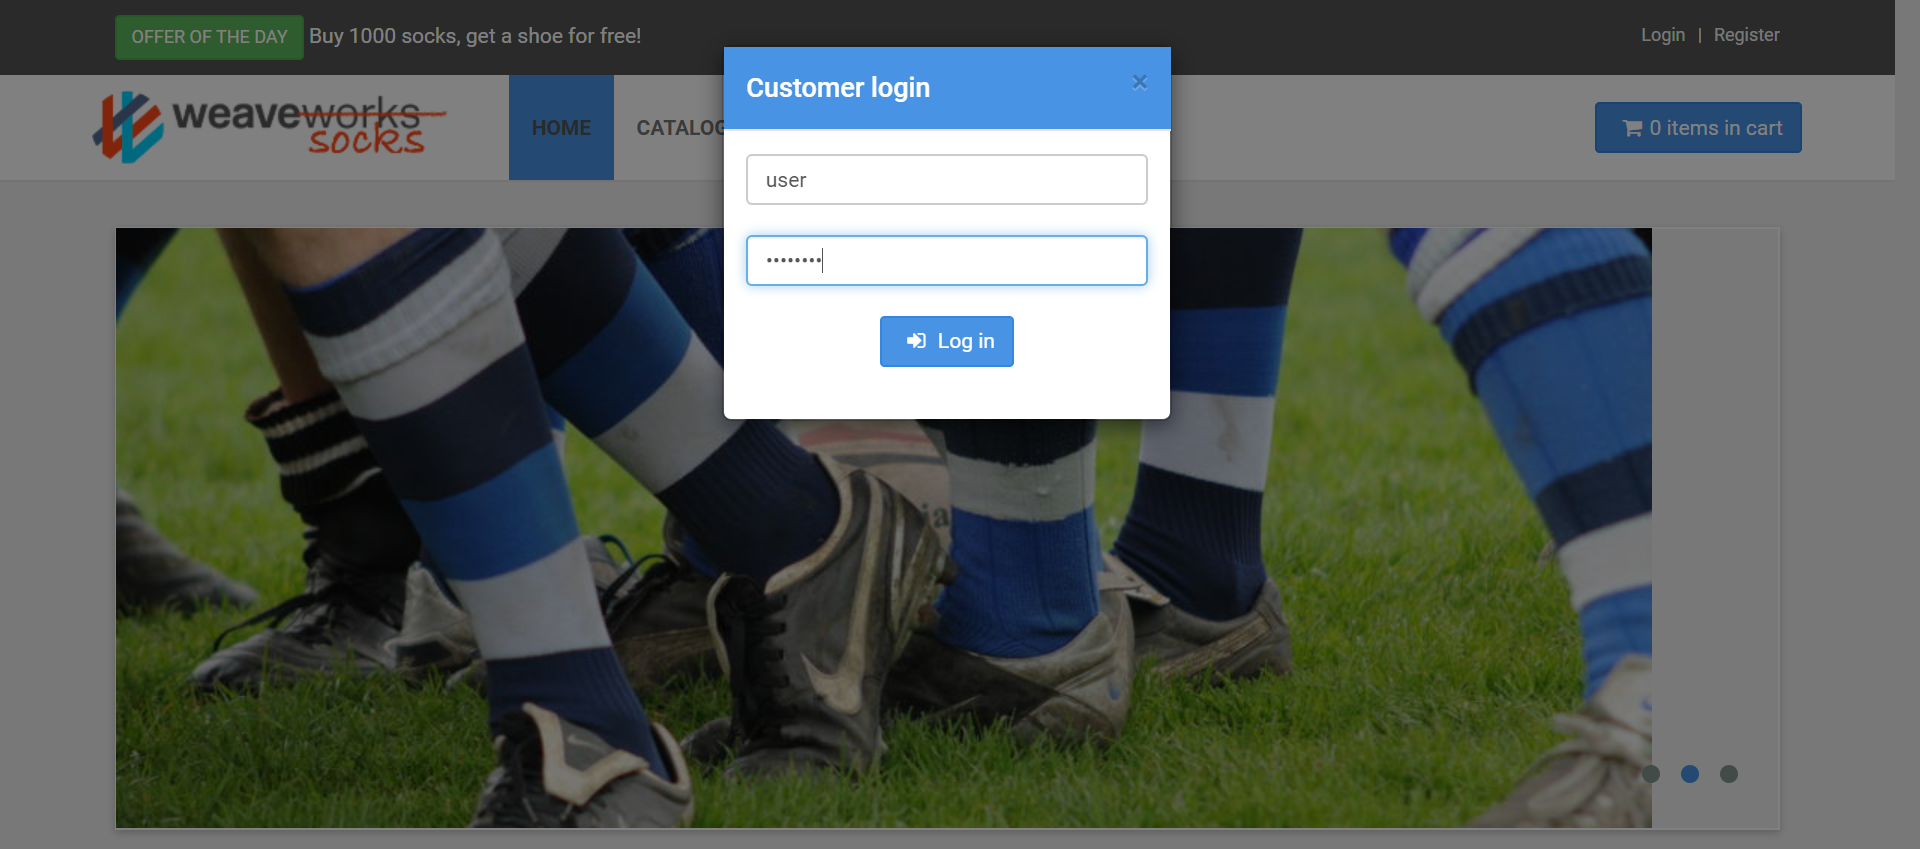 OFFER OF THE DAY Buy 1000 socks, get a shoe for free!
Login | Register
Customer login ×
weaveworks
socks
HOME
CATALOG
0 items in cart
user
••••••••
Log in